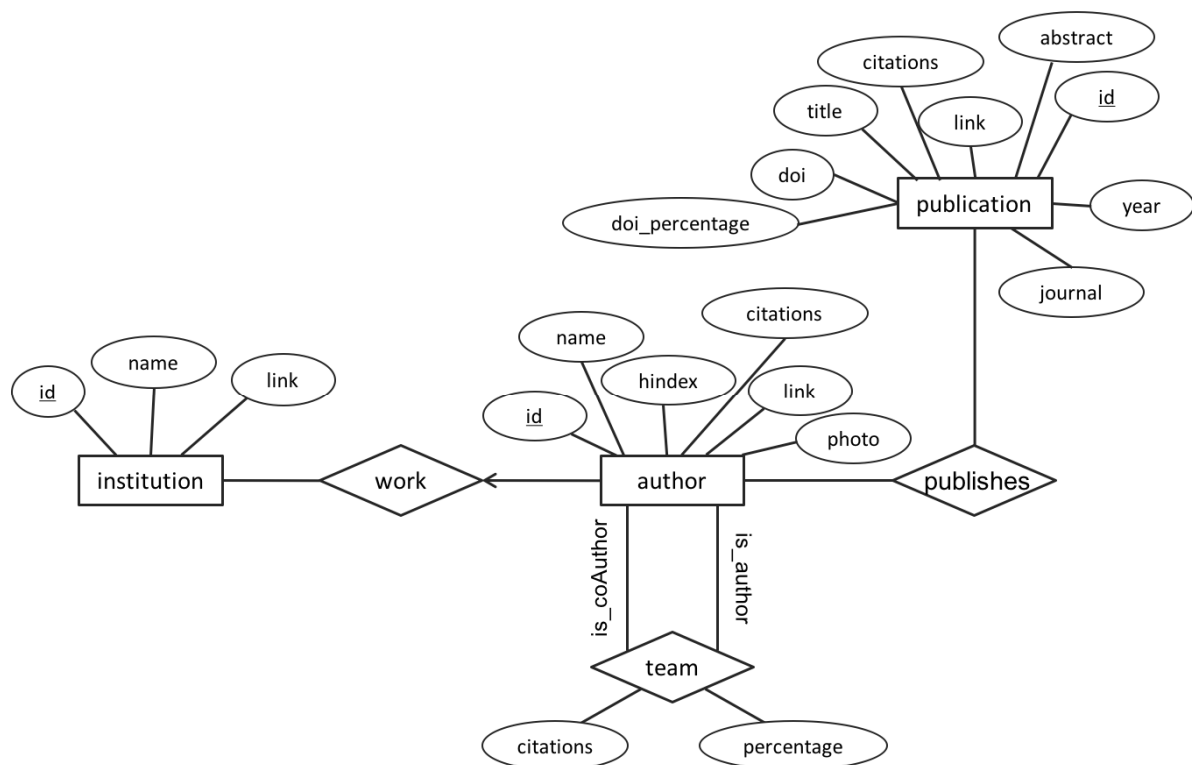 abstract
citations
id
title
link
doi
publication
year
doi_percentage
journal
citations
name
name
hindex
link
link
id
id
photo
institution
work
author
publishes
is_coAuthor
is_author
team
citations
percentage